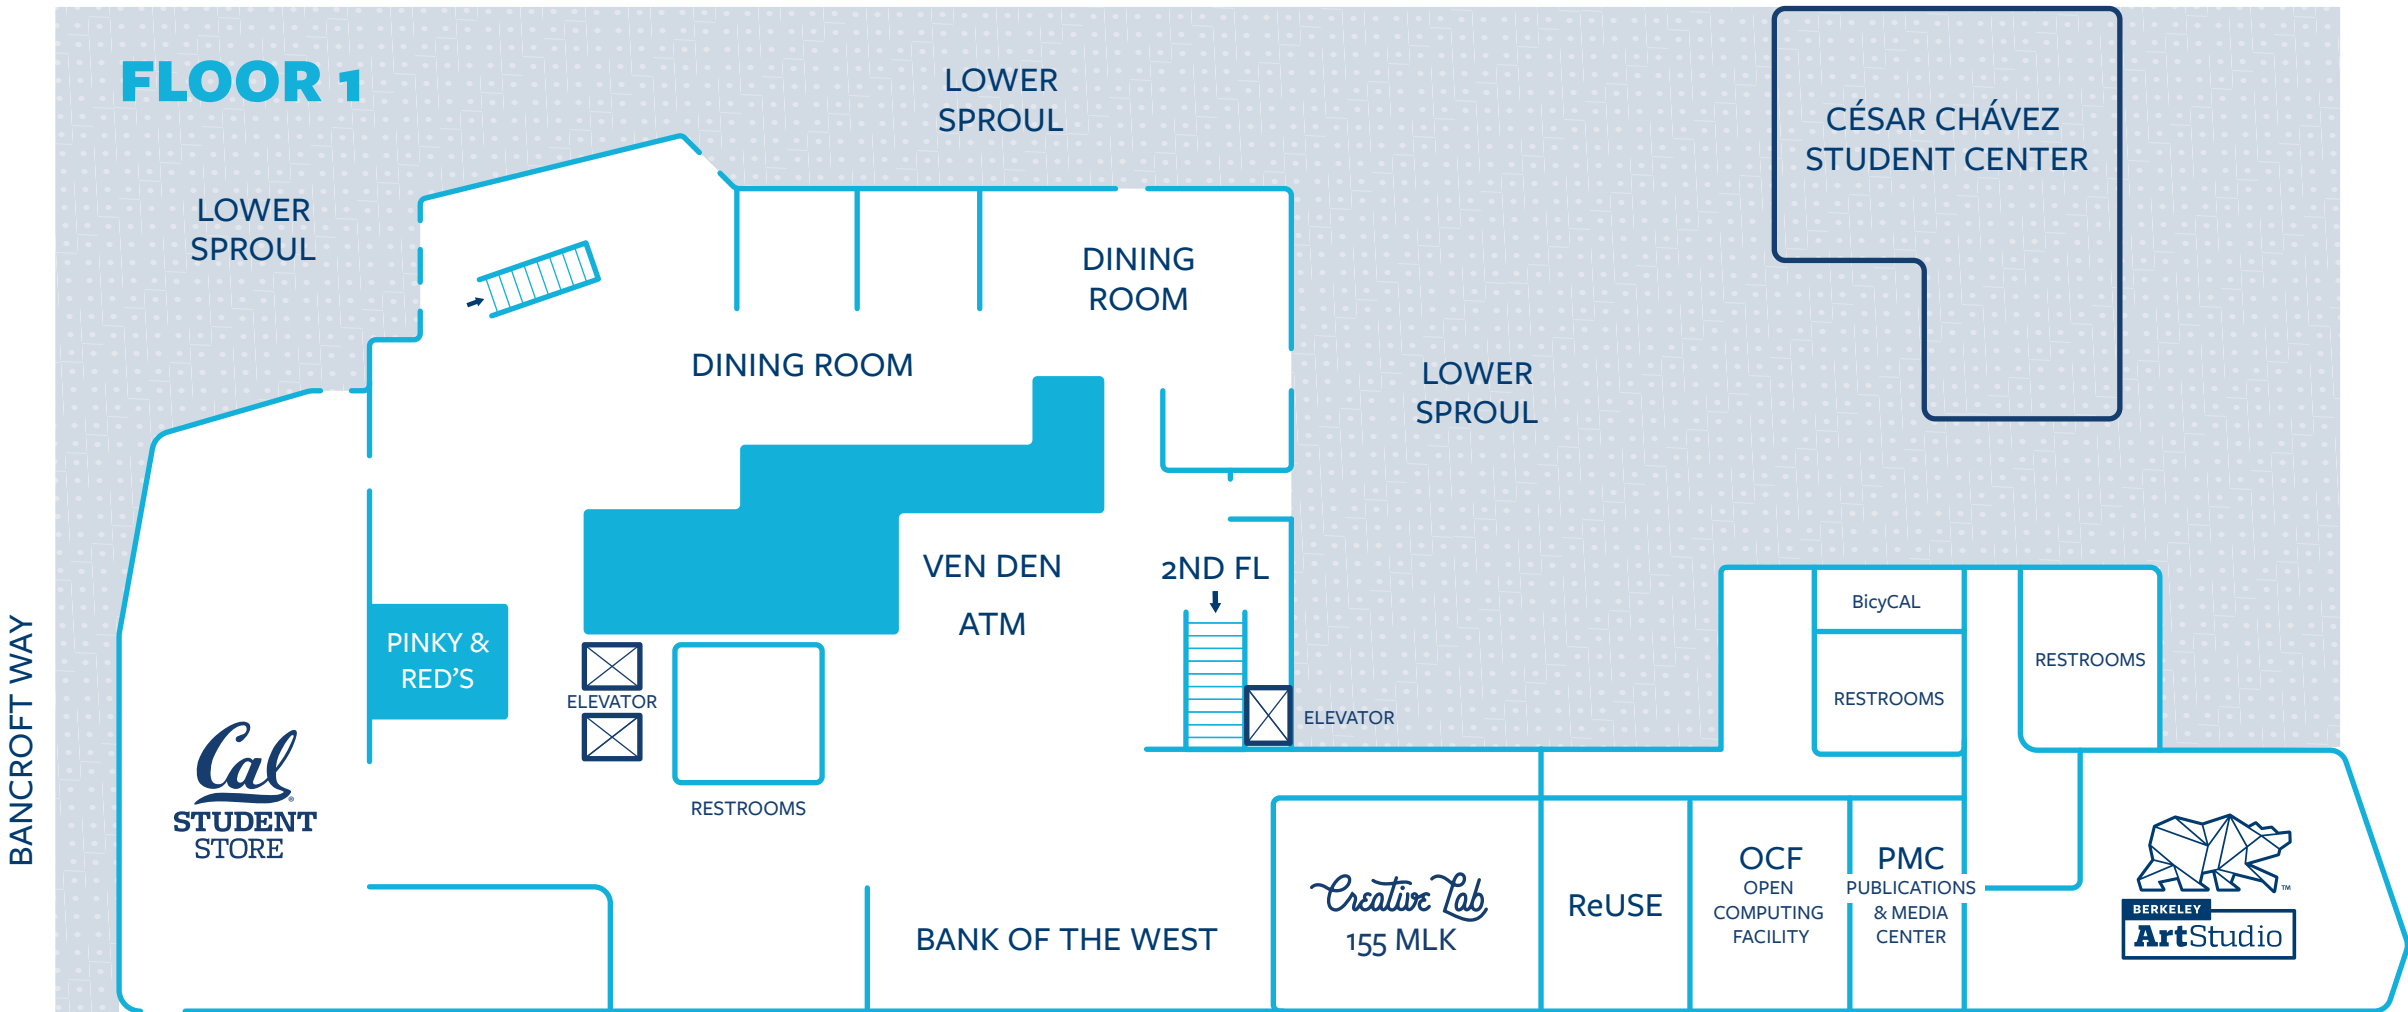 FLOOR 1
LOWER
SPROUL
LOWER
SPROUL
CÉSAR CHÁVEZ
STUDENT CENTER
DINING
ROOM
DINING ROOM
LOWER
SPROUL
VEN DEN
ATM
2ND FL
PINKY &
RED'S
ELEVATOR
ELEVATOR
RESTROOMS
BicyCAL
RESTROOMS
RESTROOMS
BANCROFT WAY
Cal®
STUDENT
STORE
BANK OF THE WEST
Creative Lab
155 MLK
ReUSE
OCF
OPEN
COMPUTING
FACILITY
PMC
PUBLICATIONS
& MEDIA
CENTER
TM
BERKELEY
ArtStudio